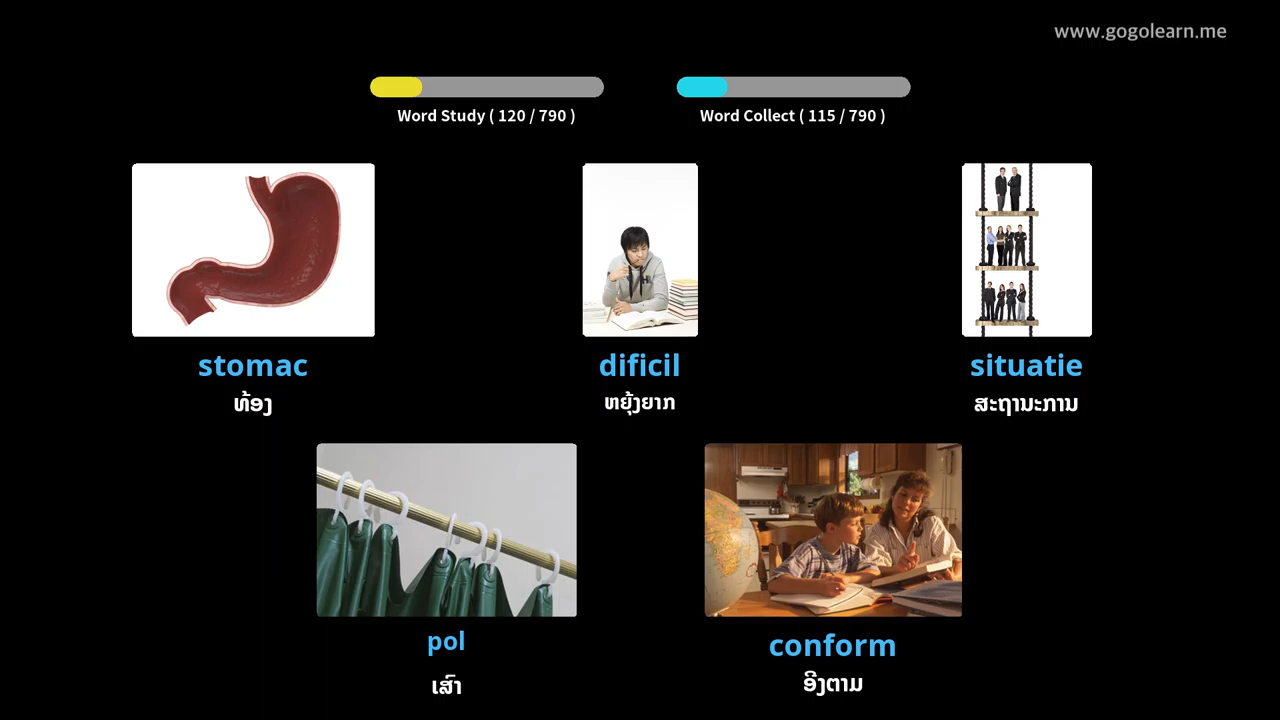 www.gogolearn.me
Word Study ( 120 / 790 )
Word Collect ( 115 / 790 )
stomac
ທ້ອງ
dificil
ຫຍຸ້ງຍາກ
situatie
ສະຖານະການ
pol
ເສົາ
conform
ອີງຕາມ